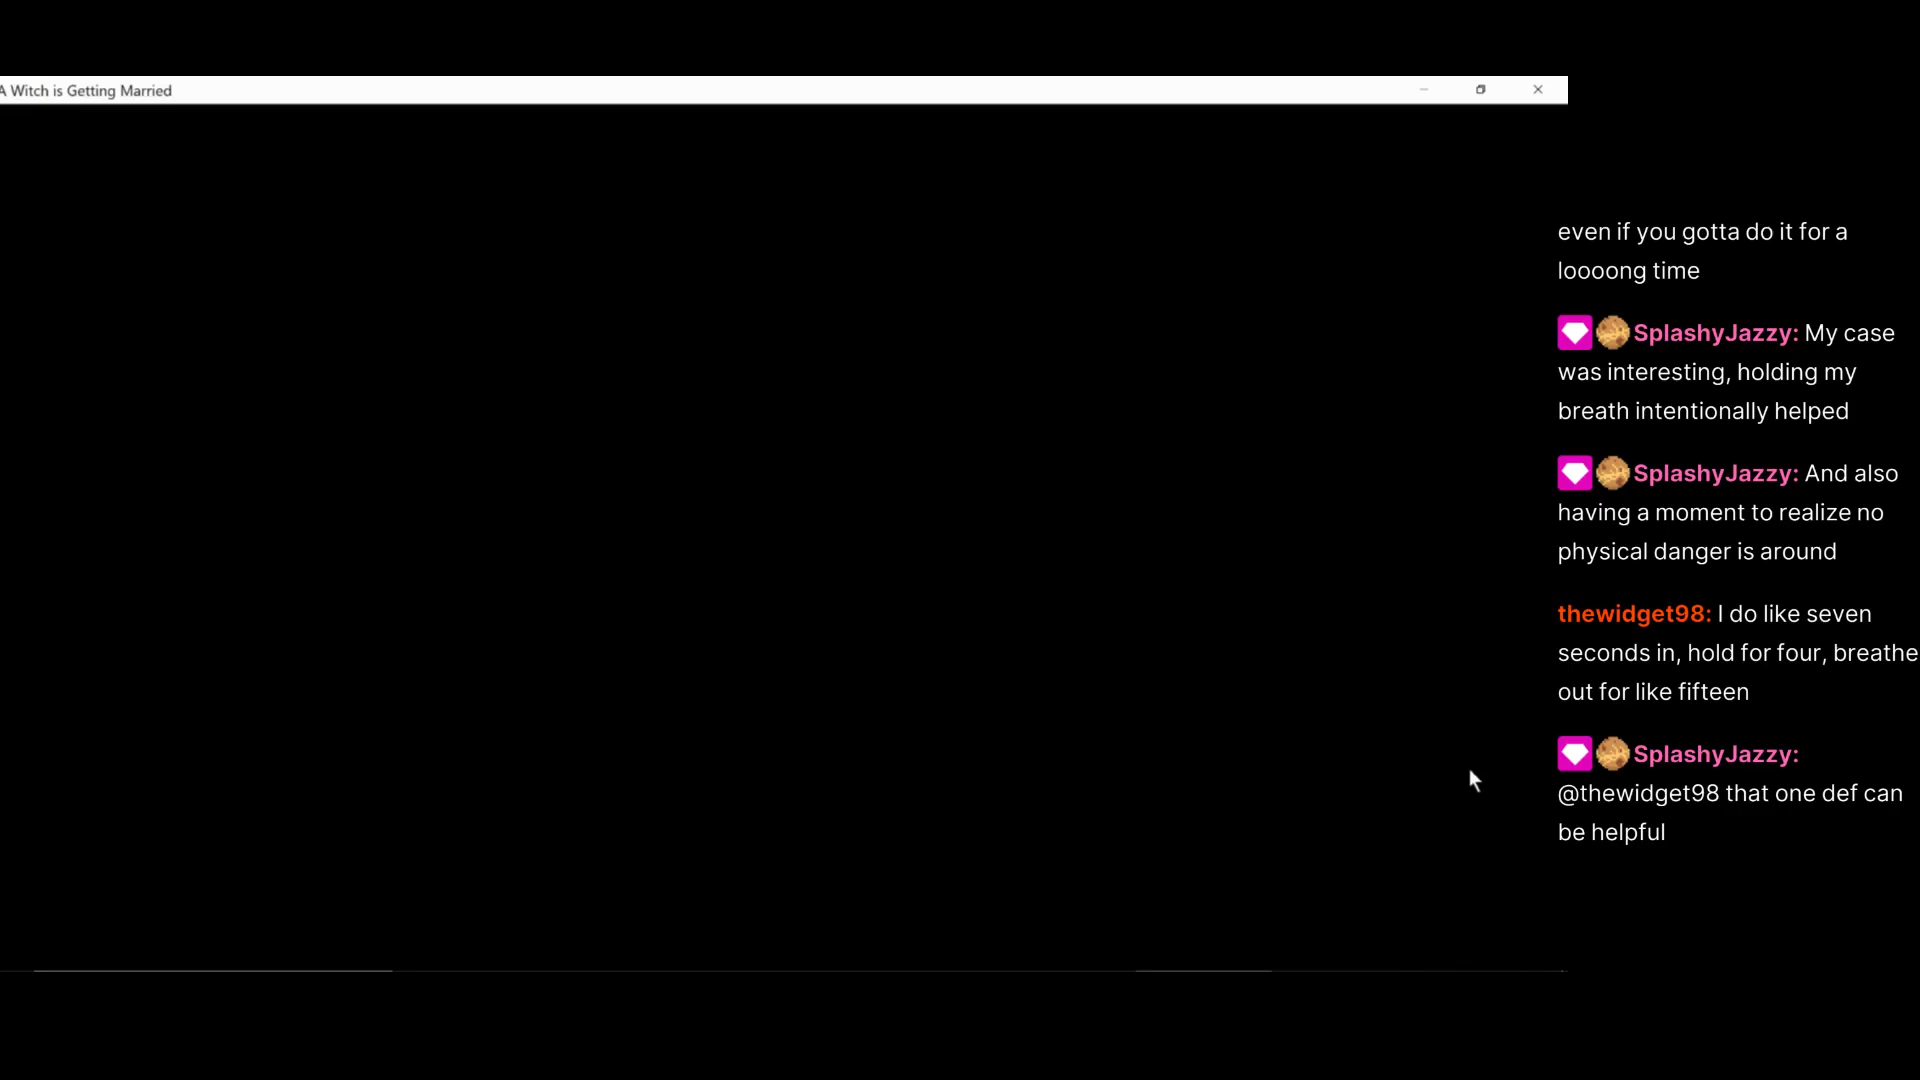 A Witch is Getting Married
even if you gotta do it for a
loooong time
SplashyJazzy: My case
was interesting, holding my
breath intentionally helped
SplashyJazzy: And also
having a moment to realize no
physical danger is around
thewidget98: I do like seven
seconds in, hold for four, breathe
out for like fifteen
SplashyJazzy:
@thewidget98 that one def can
be helpful